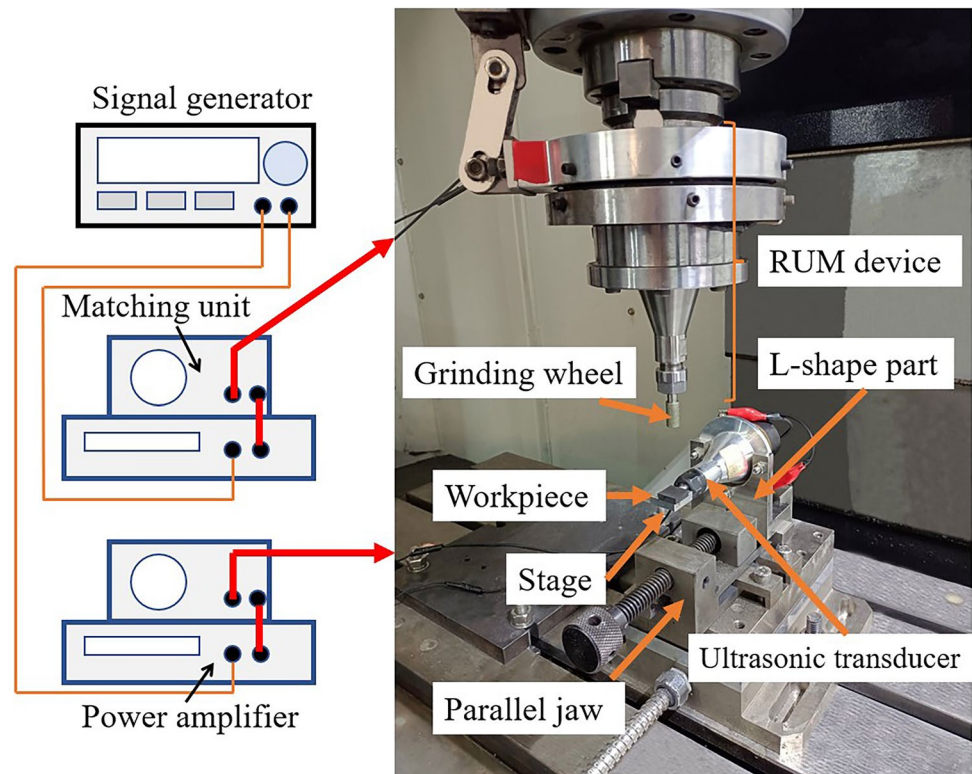 Signal generator
Matching unit
Power amplifier
RUM device
Grinding wheel
L-shape part
Workpiece
Stage
Ultrasonic transducer
Parallel jaw